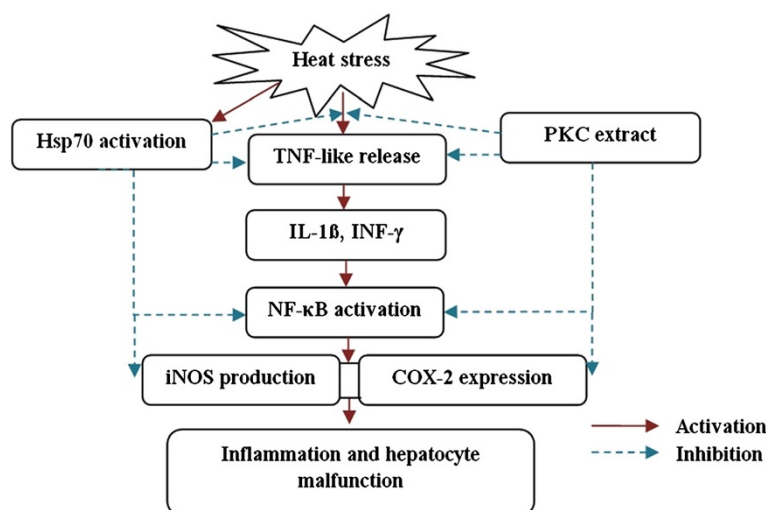 Heat stress
Hsp70 activation
PKC extract
TNF-like release
IL-1ß, INF-γ
NF-κB activation
iNOS production
COX-2 expression
Inflammation and hepatocyte
malfunction
Activation
Inhibition